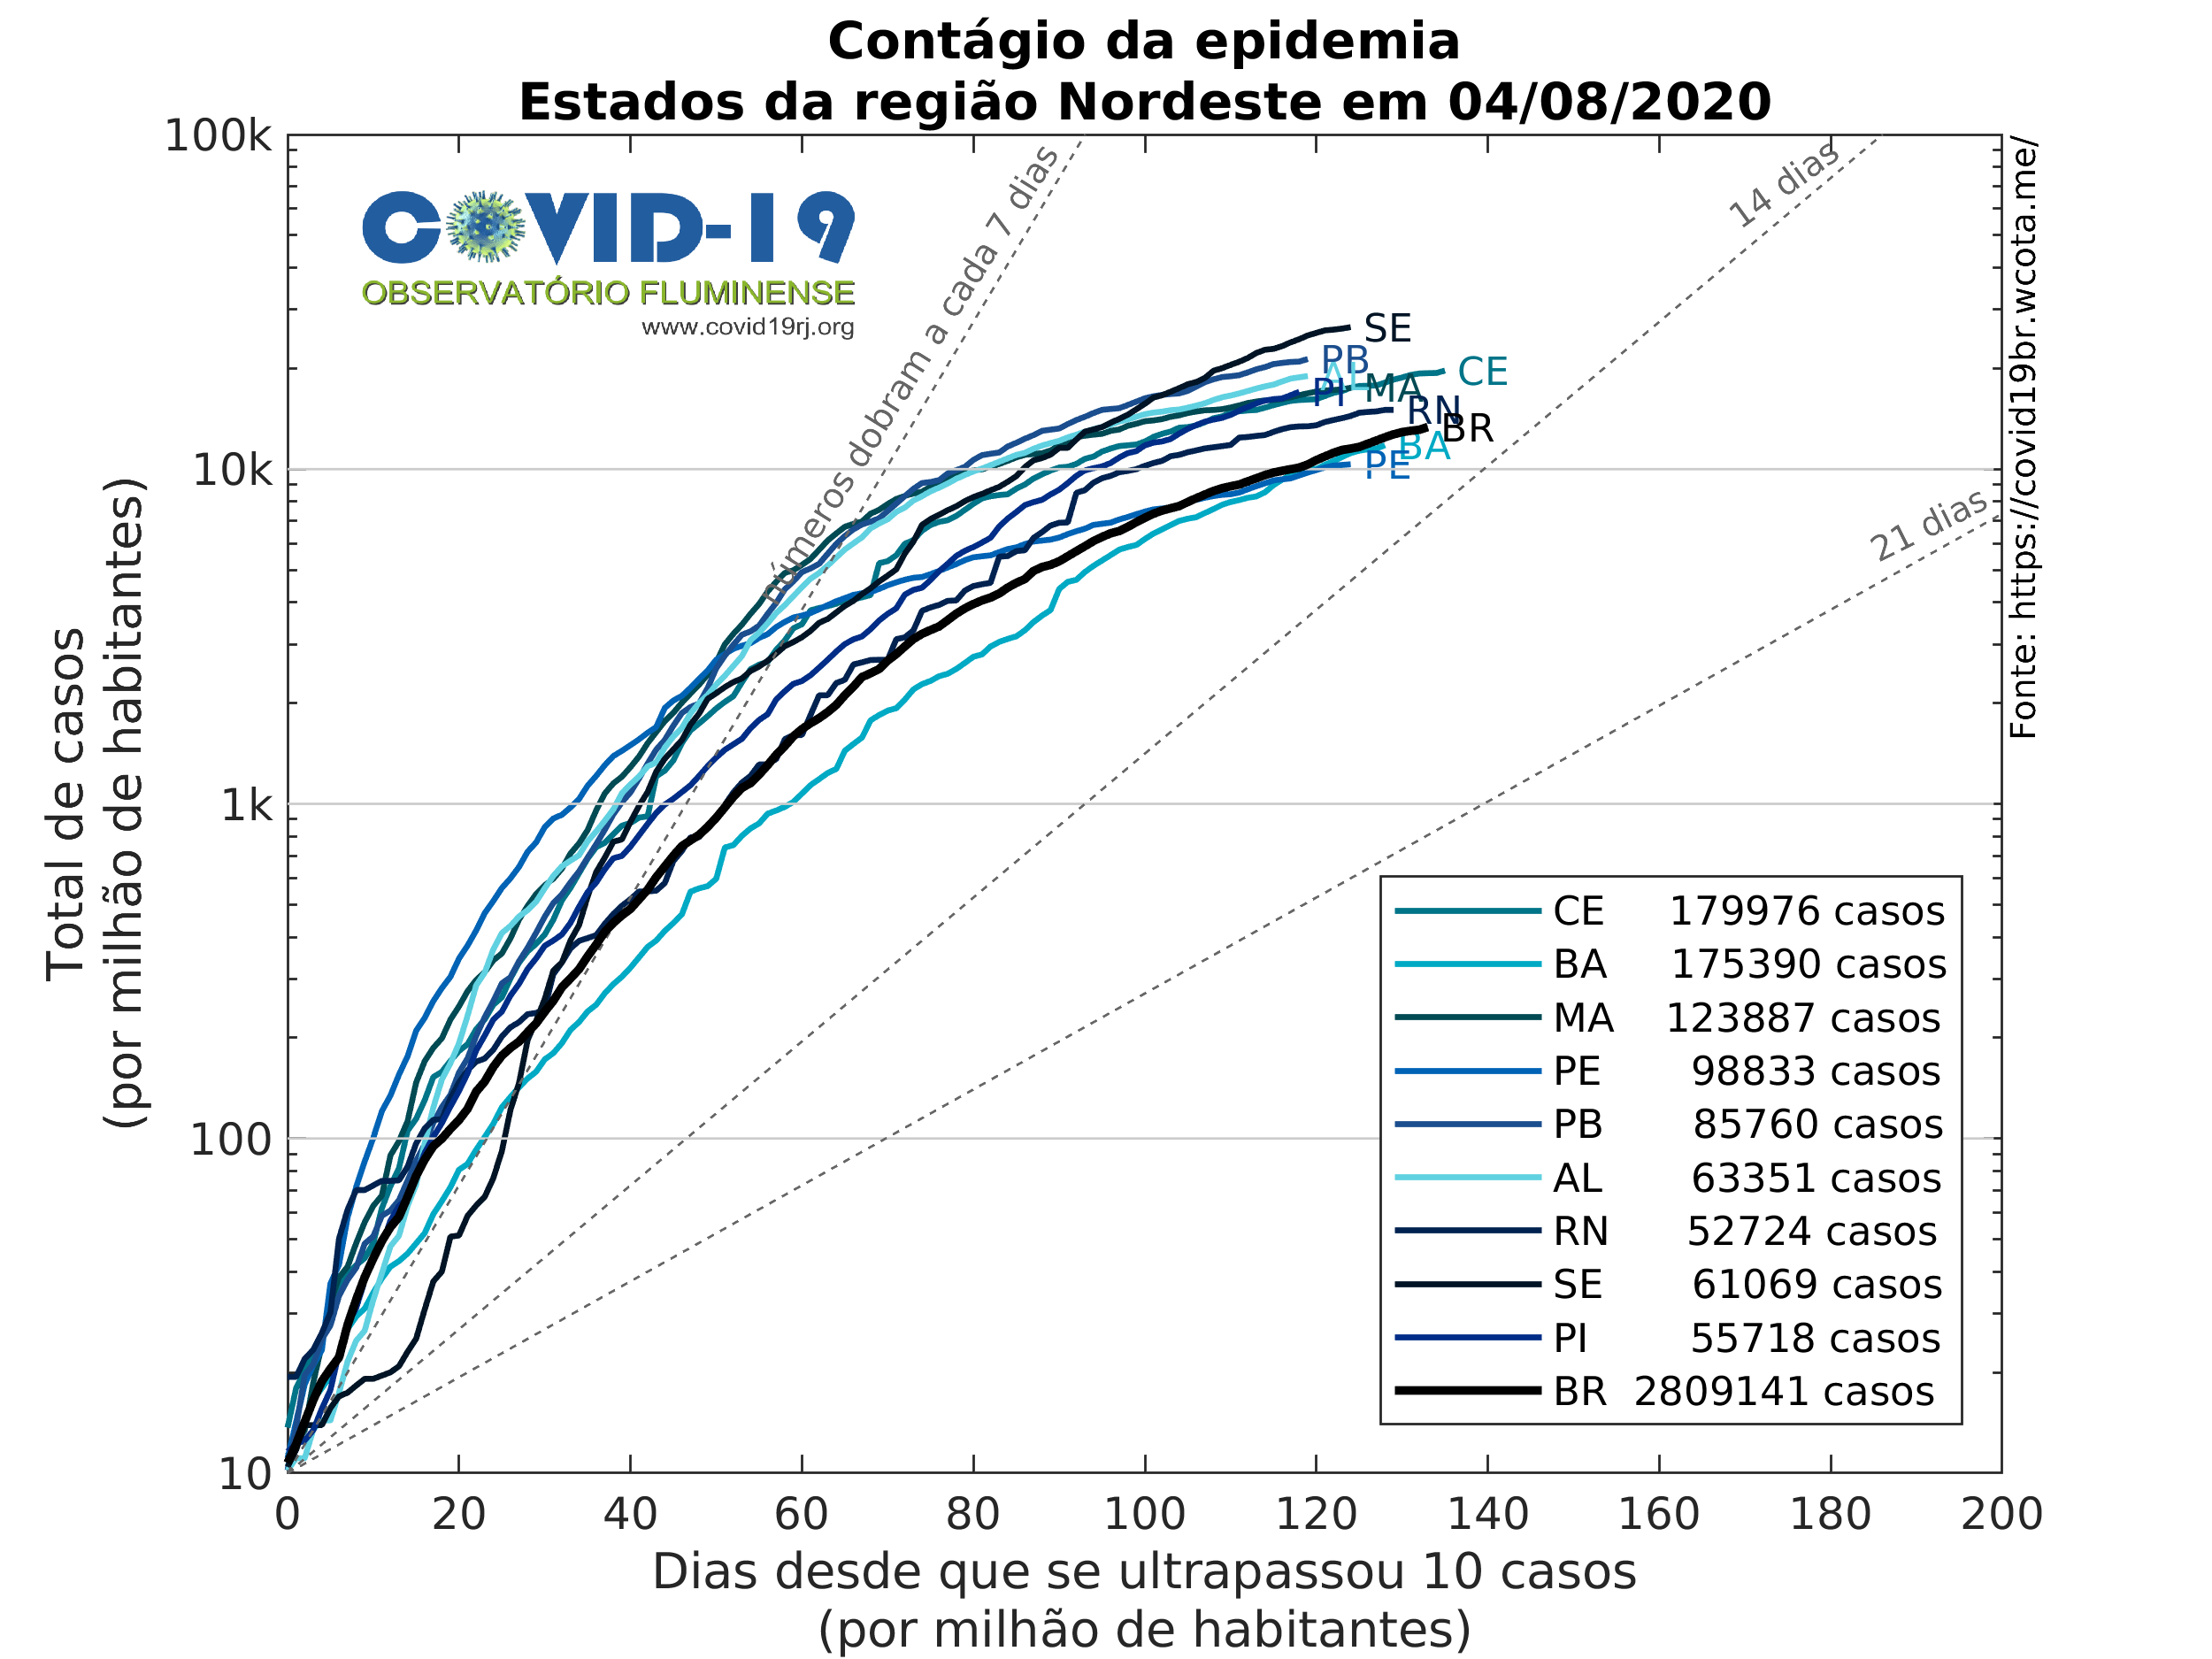 Contágio da epidemia
Estados da região Nordeste em 04/08/2020
COVID-19
OBSERVATÓRIO FLUMINENSE
www.covid19rj.org
Números dobram a cada 7 dias
14 dias
21 dias
Fonte: https://covid19br.wcota.me/
Total de casos
(por milhão de habitantes)
100k
10k
1k
100
10
SE
PB
AL
PI
MA
CE
RN
BR
BA
PE
CE 179976 casos
BA 175390 casos
MA 123887 casos
PE 98833 casos
PB 85760 casos
AL 63351 casos
RN 52724 casos
SE 61069 casos
PI 55718 casos
BR 2809141 casos
0 20 40 60 80 100 120 140 160 180 200
Dias desde que se ultrapassou 10 casos
(por milhão de habitantes)